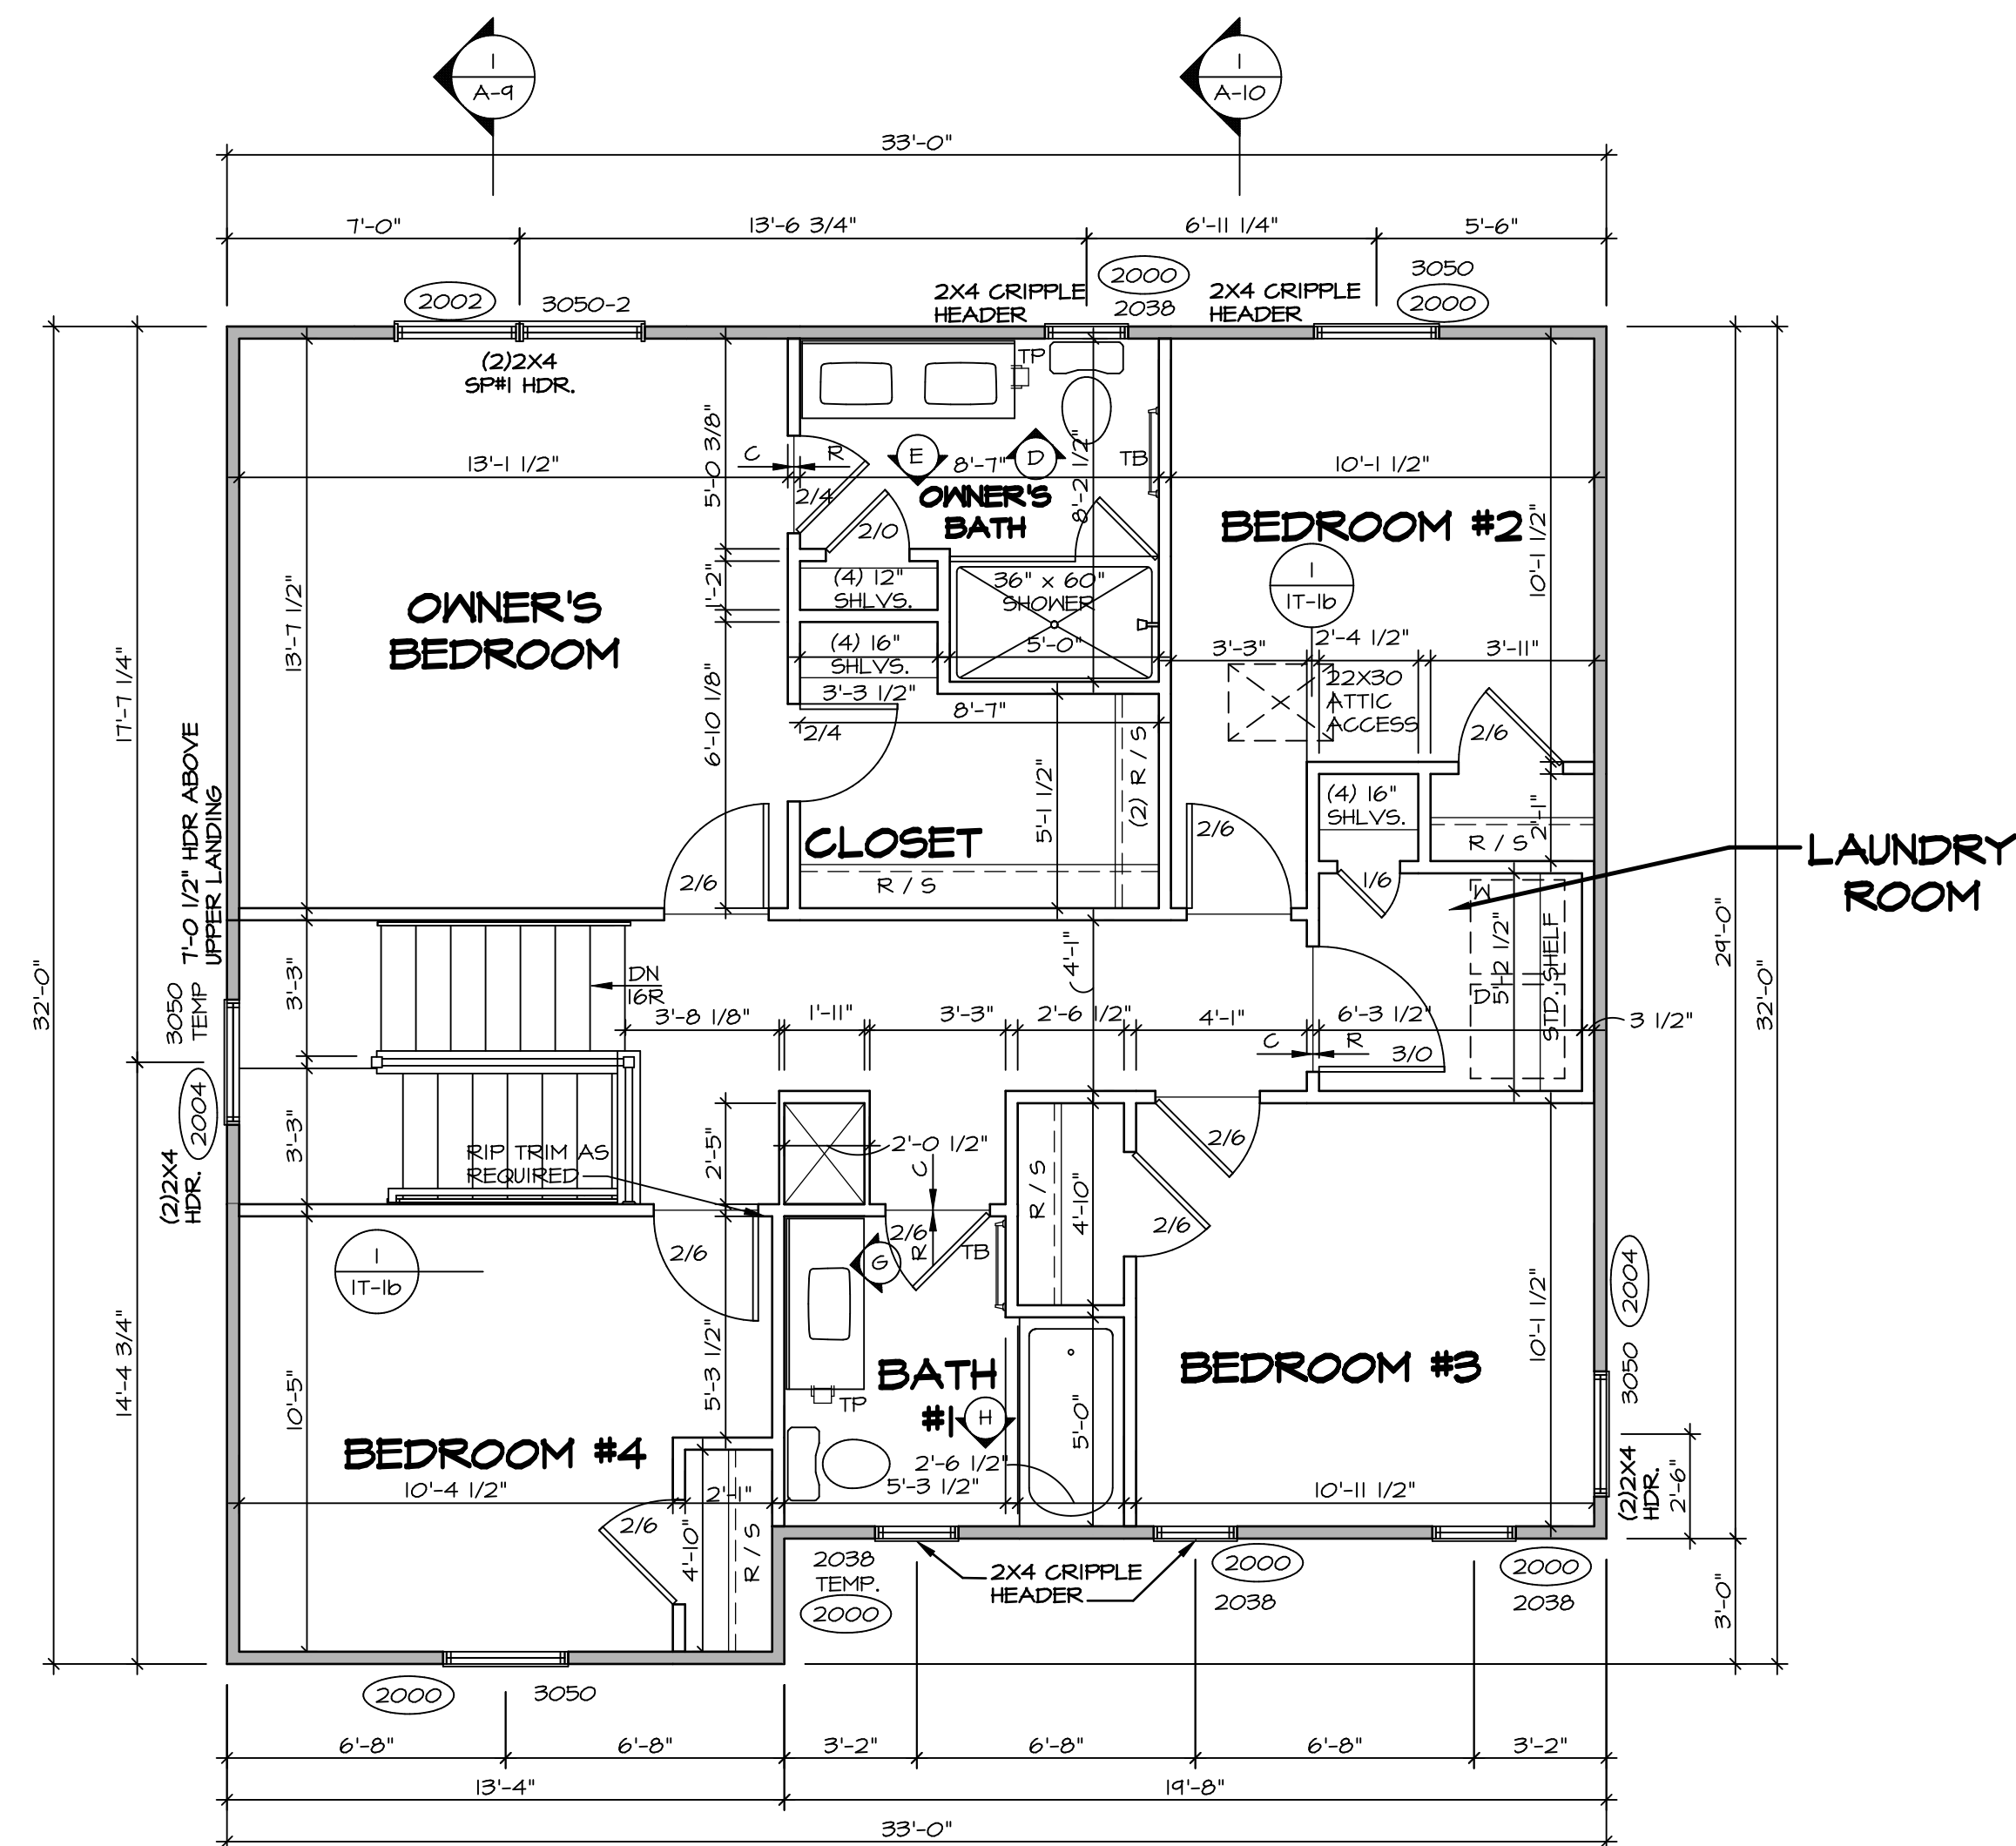 1
A-9
1
A-10
33'-0"
7'-0"
13'-6 3/4"
6'-11 1/4"
5'-6"
2002
3050-2
2X4 CRIPPLE
HEADER
2000
2038
2X4 CRIPPLE
HEADER
3050
2000
(2)2X4
SP#1 HDR.
TP
5'-0 3/8"
13'-1 1/2"
C
R
E
8'-7"
D
8'-2 1/2"
TB
10'-1 1/2"
2/4
OWNER'S
BATH
2/0
BEDROOM #2
10'-1 1/2"
1
1T-1b
13'-7 1/2"
OWNER'S
BEDROOM
1'-2"
(4) 12"
SHLVS.
36" x 60"
SHOWER
5'-0"
(4) 16"
SHLVS.
3'-3 1/2"
3'-3"
2'-4 1/2"
3'-11"
22X30
ATTIC
ACCESS
6'-10 1/8"
8'-7"
2/4
2/6
17'-7 1/4"
7'-0 1/2" HDR ABOVE
UPPER LANDING
5'-1 1/2"
(2) R / S
(4) 16"
SHLVS.
2'-1"
R / S
CLOSET
R / S
2/6
2/6
1/6
LAUNDRY
ROOM
W
D
5'-2 1/2"
STD. SHELF
32'-0"
29'-0"
32'-0"
3050
TEMP
2004
(2)2X4
HDR.
3'-3"
DN
16R
4'-1"
3'-8 1/8"
1'-11"
3'-3"
2'-6 1/2"
4'-1"
6'-3 1/2"
3 1/2"
C
R
3/0
3'-3"
RIP TRIM AS
REQUIRED
2'-5"
2'-0 1/2"
C
R
2/6
R / S
4'-10"
2/6
2/6
1
1T-1b
2/6
G
TB
2004
3050
(2)2X4
HDR.
2'-6"
14'-4 3/4"
10'-5"
5'-3 1/2"
BATH
#1
H
TP
BEDROOM #3
10'-1 1/2"
BEDROOM #4
5'-0"
2'-6 1/2"
5'-3 1/2"
10'-4 1/2"
2'-1"
10'-11 1/2"
2/6
4'-10"
R / S
2038
TEMP.
2000
2X4 CRIPPLE
HEADER
2000
2038
2000
2038
3'-0"
2000
3050
6'-8"
6'-8"
3'-2"
6'-8"
6'-8"
3'-2"
13'-4"
19'-8"
33'-0"